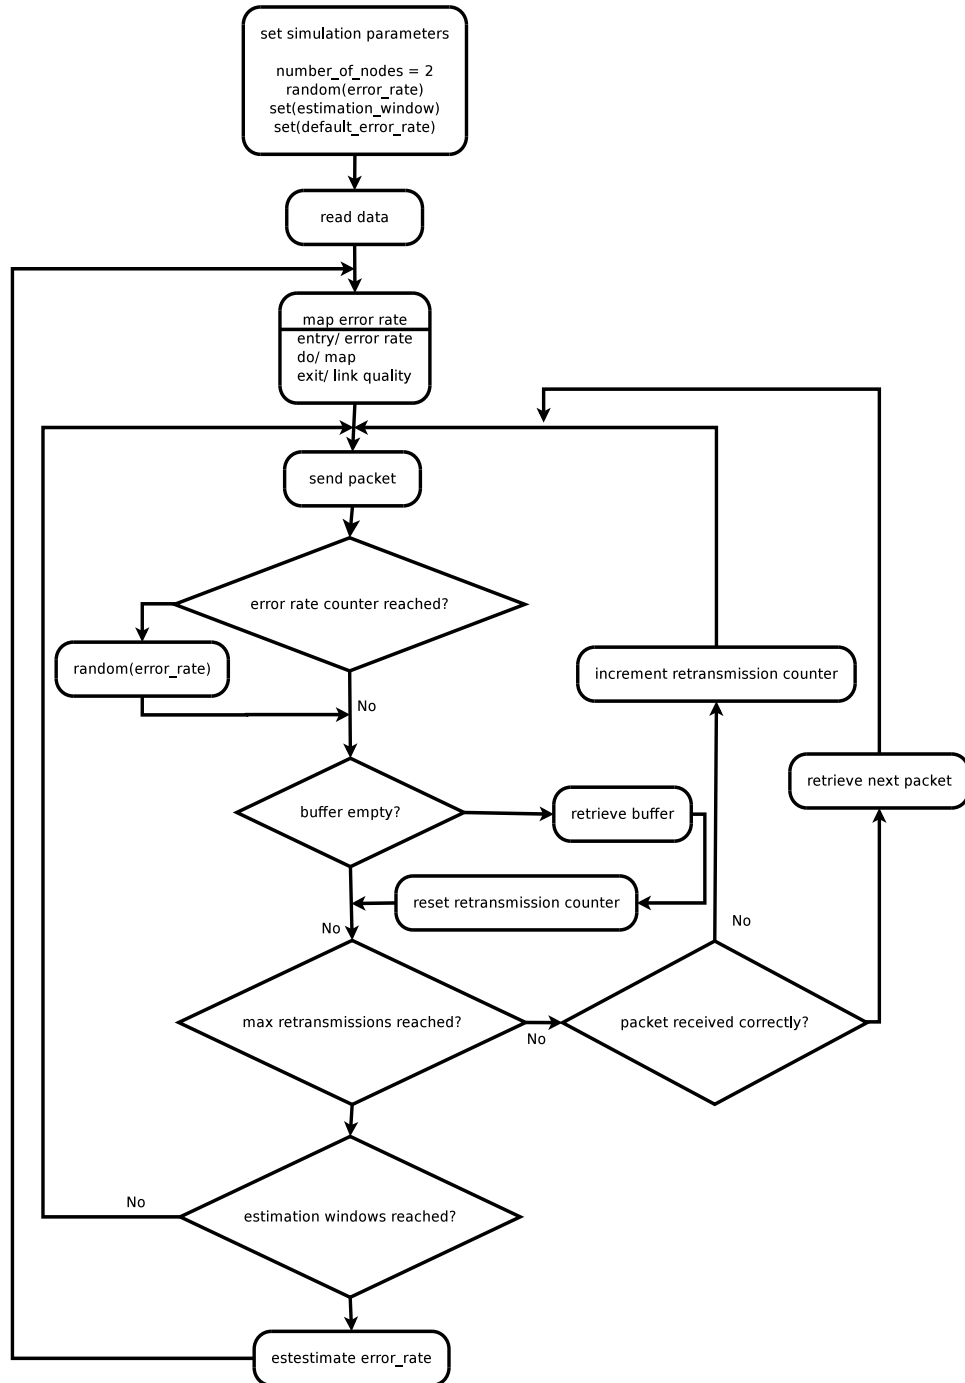 set simulation parameters
number_of_nodes = 2
random(error_rate)
set(estimation_window)
set(default_error_rate)
read data
map error rate
entry/ error rate
do/ map
exit/ link quality
send packet
error rate counter reached?
random(error_rate)
increment retransmission counter
No
retrieve next packet
buffer empty?
retrieve buffer
reset retransmission counter
No
No
max retransmissions reached?
packet received correctly?
No
No
estimation windows reached?
estestimate error_rate